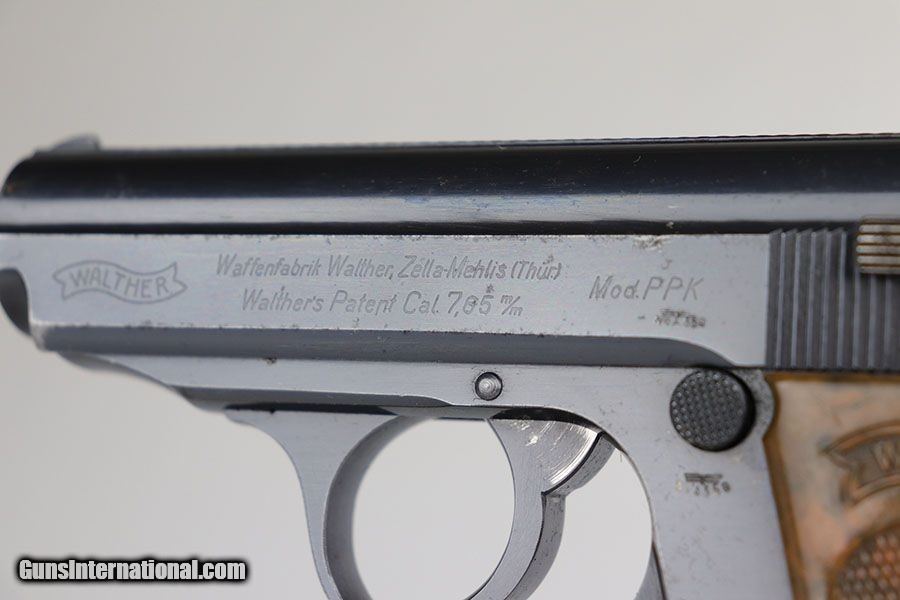 WALTHER
Waffenfabrik Walther, Zella-Mehlis (Thür)
Walther's Patent Cal. 7,65 m/m
Mod. PPK
GunsInternational.com